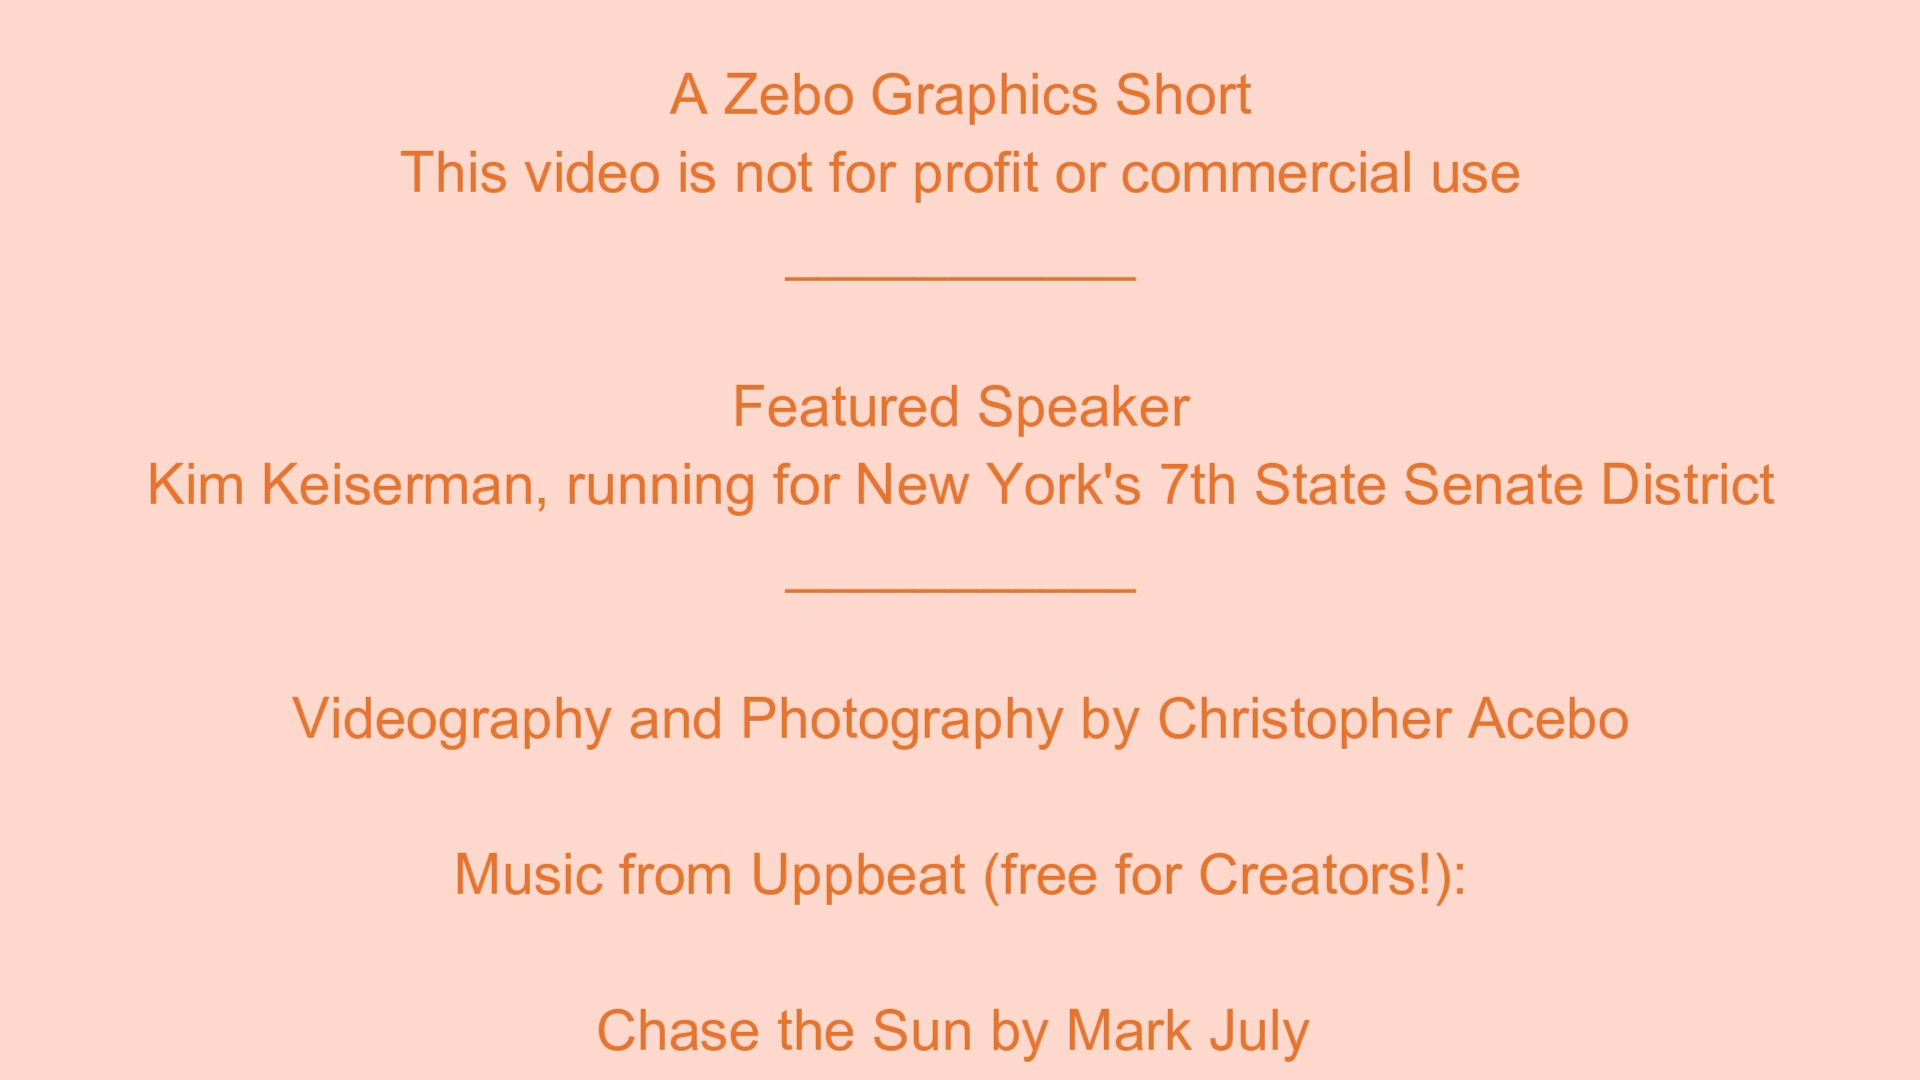 A Zebo Graphics Short
This video is not for profit or commercial use
____________
Featured Speaker
Kim Keiserman, running for New York's 7th State Senate District
____________
Videography and Photography by Christopher Acebo
Music from Uppbeat (free for Creators!):
Chase the Sun by Mark July